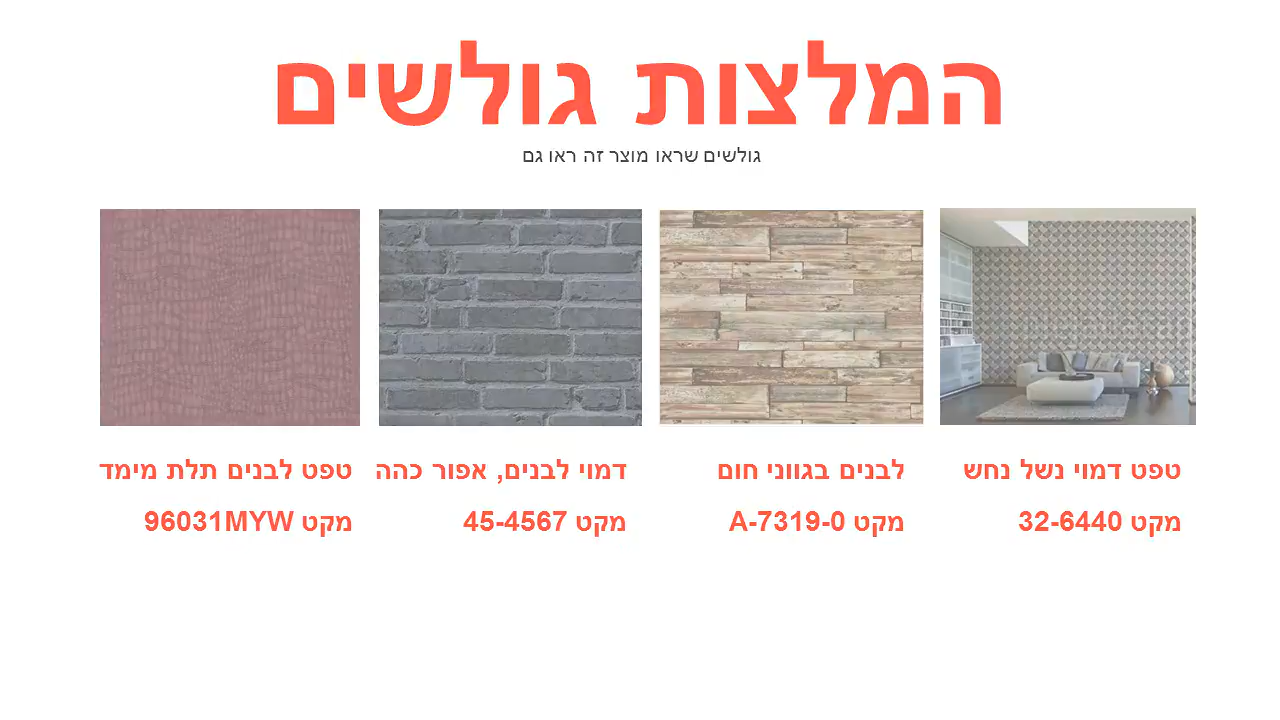 המלצות גולשים
גולשים שראו מוצר זה ראו גם
טפט דמוי נשל נחש
מקט 32-6440
לבנים בגווני חום
מקט A-7319-0
דמוי לבנים, אפור כהה
מקט 45-4567
טפט לבנים תלת מימד
מקט 96031MYW